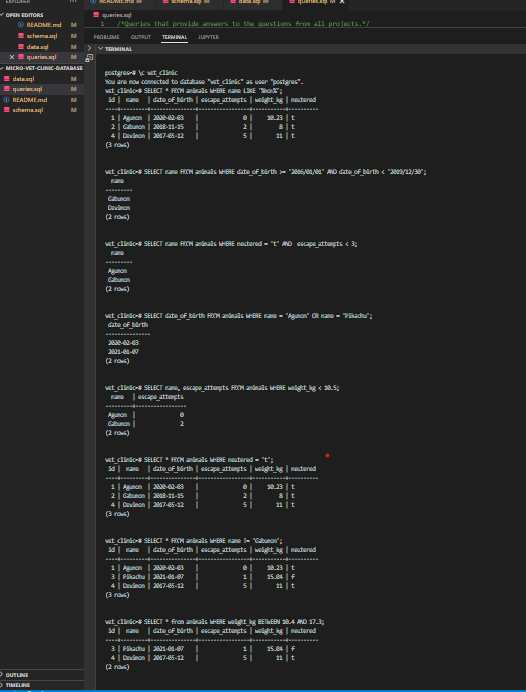 EXPLORER
README.md M
schema.sql M
data.sql M
queries.sql M
OPEN EDITORS
README.md M
schema.sql M
data.sql M
queries.sql M
MICRO-VET-CLINIC-DATABASE
data.sql M
queries.sql M
README.md M
schema.sql M
queries.sql
1 /*Queries that provide answers to the questions from all projects.*/
PROBLEMS OUTPUT TERMINAL JUPYTER
TERMINAL
postgres=# \c vet_clinic
You are now connected to database "vet_clinic" as user "postgres".
vet_clinic=# SELECT * FROM animals WHERE name LIKE '%mon%';
id | name | date_of_birth | escape_attempts | weight_kg | neutered
----+---------+---------------+-----------------+-----------+----------
1 | Agumon | 2020-02-03 | 0 | 10.23 | t
2 | Gabumon | 2018-11-15 | 2 | 8 | t
4 | Devimon | 2017-05-12 | 5 | 11 | t
(3 rows)
vet_clinic=# SELECT name FROM animals WHERE date_of_birth >= '2016/01/01' AND date_of_birth < '2019/12/30';
name
---------
Gabumon
Devimon
(2 rows)
vet_clinic=# SELECT name FROM animals WHERE neutered = 't' AND  escape_attempts < 3;
name
---------
Agumon
Gabumon
(2 rows)
vet_clinic=# SELECT date_of_birth FROM animals WHERE name = 'Agumon' OR name = 'Pikachu';
date_of_birth
---------------
2020-02-03
2021-01-07
(2 rows)
vet_clinic=# SELECT name, escape_attempts FROM animals WHERE weight_kg < 10.5;
name | escape_attempts
---------+-----------------
Agumon | 0
Gabumon | 2
(2 rows)
vet_clinic=# SELECT * FROM animals WHERE neutered = 't';
id | name | date_of_birth | escape_attempts | weight_kg | neutered
----+---------+---------------+-----------------+-----------+----------
1 | Agumon | 2020-02-03 | 0 | 10.23 | t
2 | Gabumon | 2018-11-15 | 2 | 8 | t
4 | Devimon | 2017-05-12 | 5 | 11 | t
(3 rows)
vet_clinic=# SELECT * FROM animals WHERE name != 'Gabumon';
id | name | date_of_birth | escape_attempts | weight_kg | neutered
----+---------+---------------+-----------------+-----------+----------
1 | Agumon | 2020-02-03 | 0 | 10.23 | t
3 | Pikachu | 2021-01-07 | 1 | 15.04 | f
4 | Devimon | 2017-05-12 | 5 | 11 | t
(3 rows)
vet_clinic=# SELECT * from animals WHERE weight_kg BETWEEN 10.4 AND 17.3;
id | name | date_of_birth | escape_attempts | weight_kg | neutered
----+---------+---------------+-----------------+-----------+----------
3 | Pikachu | 2021-01-07 | 1 | 15.04 | f
4 | Devimon | 2017-05-12 | 5 | 11 | t
(2 rows)
OUTLINE
TIMELINE